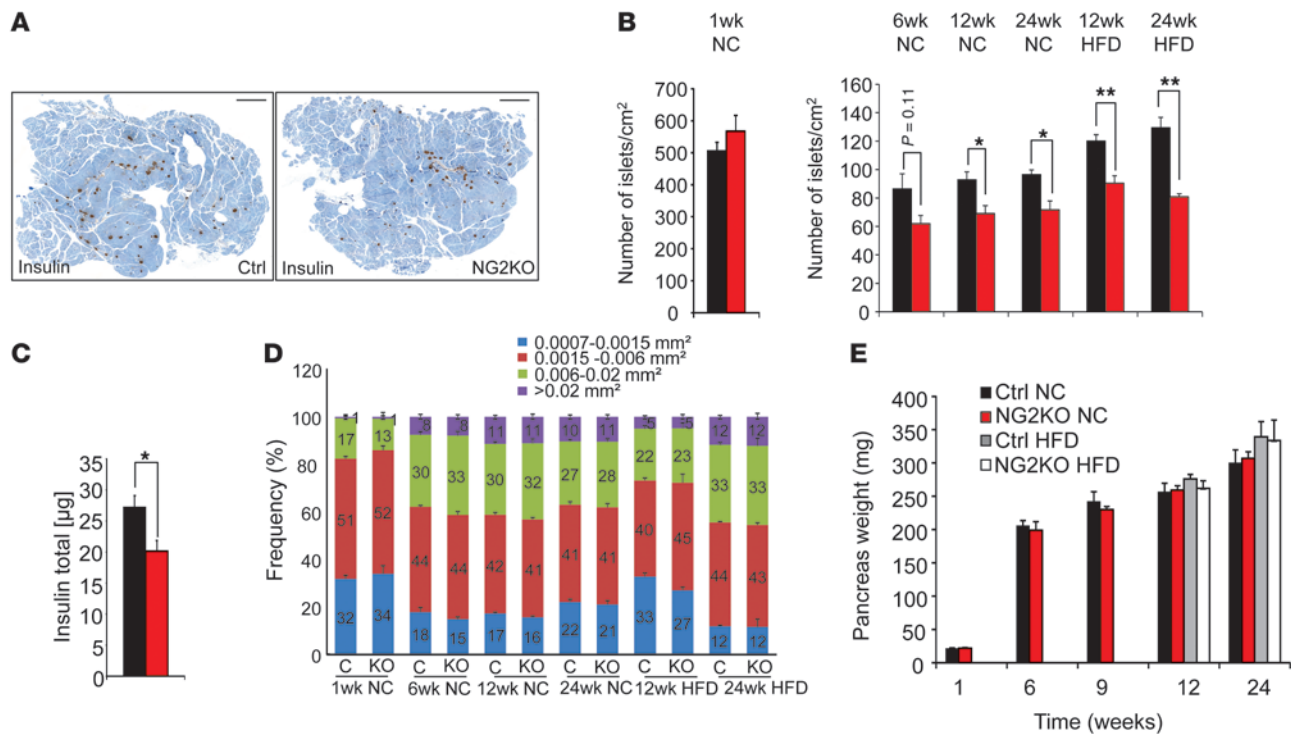 A
Insulin
Ctrl
Insulin
NG2KO
B
1wk
NC
6wk
NC
12wk
NC
24wk
NC
12wk
HFD
24wk
HFD
Number of islets/cm²
700
600
500
400
300
200
100
0
Number of islets/cm²
160
140
120
100
80
60
40
20
0
P = 0.11
*
*
**
**
C
Insulin total [µg]
35
30
25
20
15
10
5
0
*
D
0.0007-0.0015 mm²
0.0015 -0.006 mm²
0.006-0.02 mm²
>0.02 mm²
Frequency (%)
120
100
80
60
40
20
0
1 1 8 8 11 11 10 11 5 5 12 12
17 13 30 33 30 32 27 28 22 23 33 33
51 52 44 44 42 41 41 41 40 45 44 43
32 34 18 15 17 16 22 21 33 27 12 12
C KO C KO C KO C KO C KO C KO
1wk NC 6wk NC 12wk NC 24wk NC 12wk HFD 24wk HFD
E
Ctrl NC
NG2KO NC
Ctrl HFD
NG2KO HFD
Pancreas weight (mg)
400
350
300
250
200
150
100
50
0
1 6 9 12 24
Time (weeks)